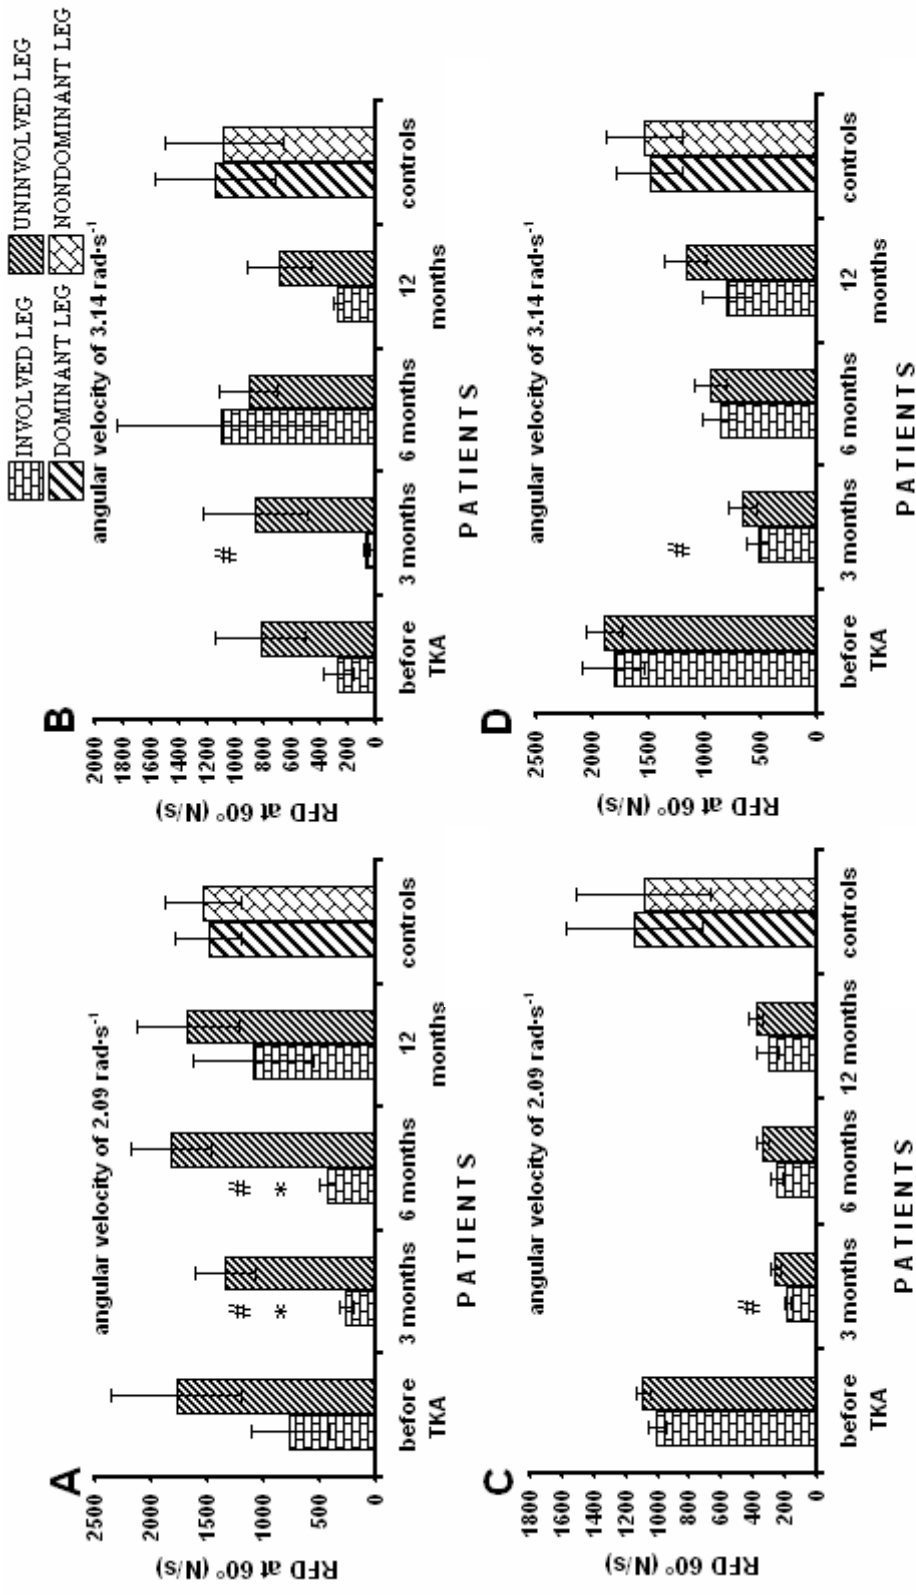 INVOLVED LEG UNINVOLVED LEG
DOMINANT LEG NONDOMINANT LEG
A
angular velocity of 2.09 rad·s⁻¹
RFD at 60° (N/s)
2500
2000
1500
1000
500
0
# *
# *
before TKA 3 months 6 months 12 months controls
PATIENTS
B
angular velocity of 3.14 rad·s⁻¹
RFD at 60° (N/s)
2000
1800
1600
1400
1200
1000
800
600
400
200
0
#
before TKA 3 months 6 months 12 months controls
PATIENTS
C
angular velocity of 2.09 rad·s⁻¹
RFD 60° (N/s)
1800
1600
1400
1200
1000
800
600
400
200
0
#
before TKA 3 months 6 months 12 months controls
PATIENTS
D
angular velocity of 3.14 rad·s⁻¹
RFD at 60° (N/s)
2500
2000
1500
1000
500
0
#
before TKA 3 months 6 months 12 months controls
PATIENTS